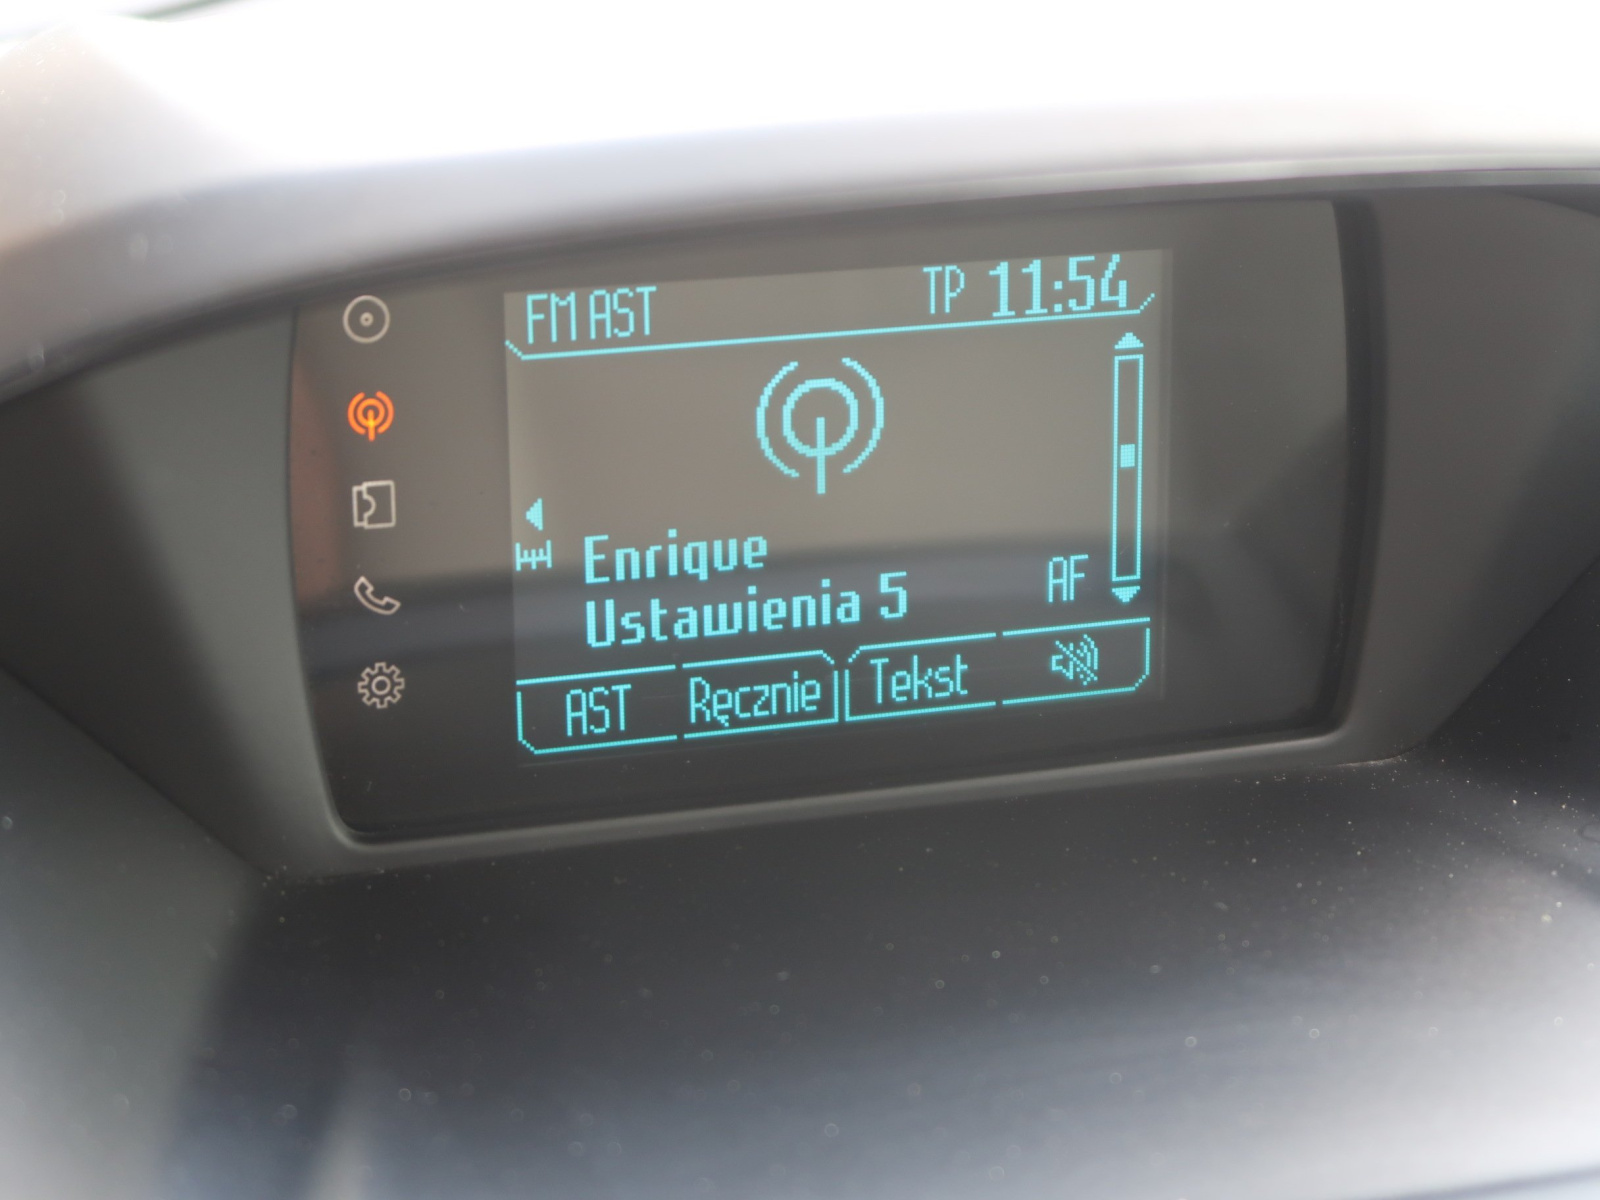 FM AST TP 11:54
Enrique
Ustawienia 5 AF
AST Ręcznie Tekst